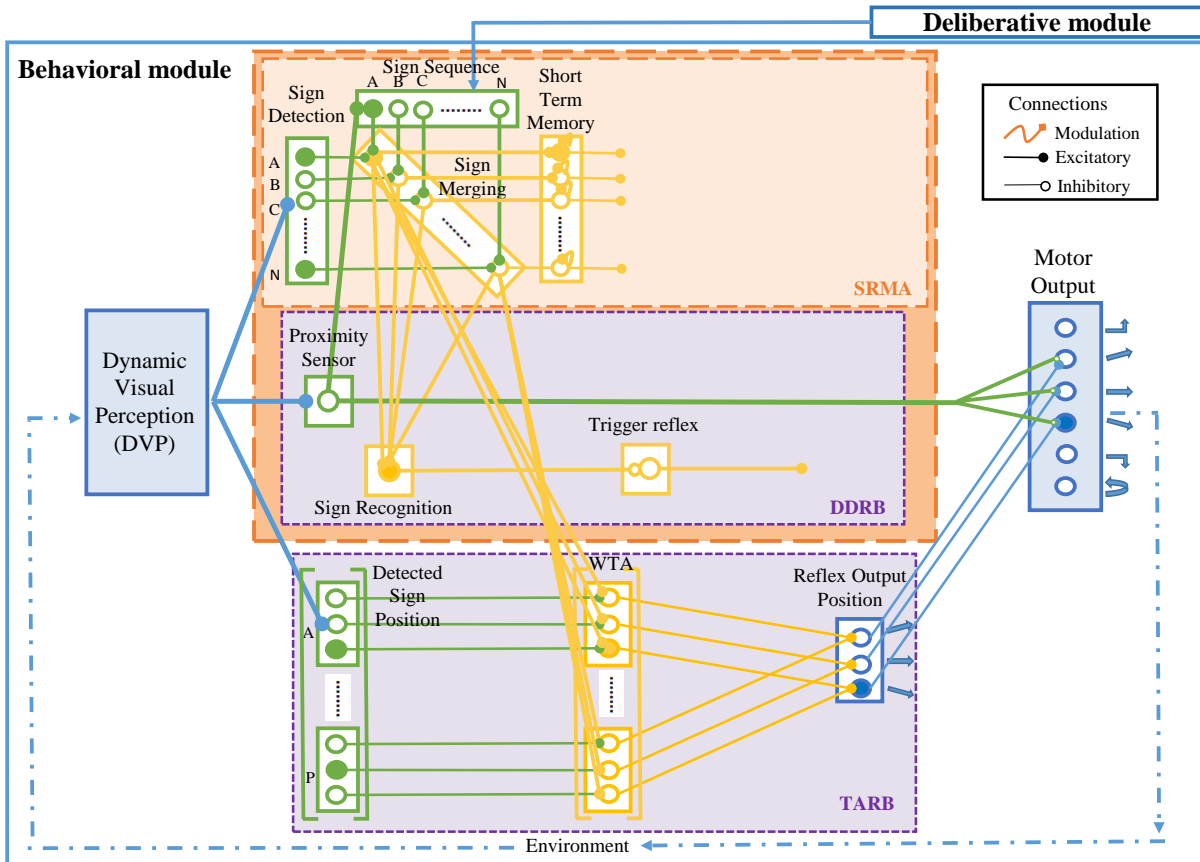 Deliberative module
Behavioral module
Sign Sequence
A B C N
Sign
Detection
Short
Term
Memory
A
B
C
N
Sign
Merging
SRMA
Connections
Modulation
Excitatory
Inhibitory
Motor
Output
Dynamic
Visual
Perception
(DVP)
Proximity
Sensor
Trigger reflex
Sign Recognition
DDRB
Detected
Sign
Position
A
P
WTA
Reflex Output
Position
TARB
Environment